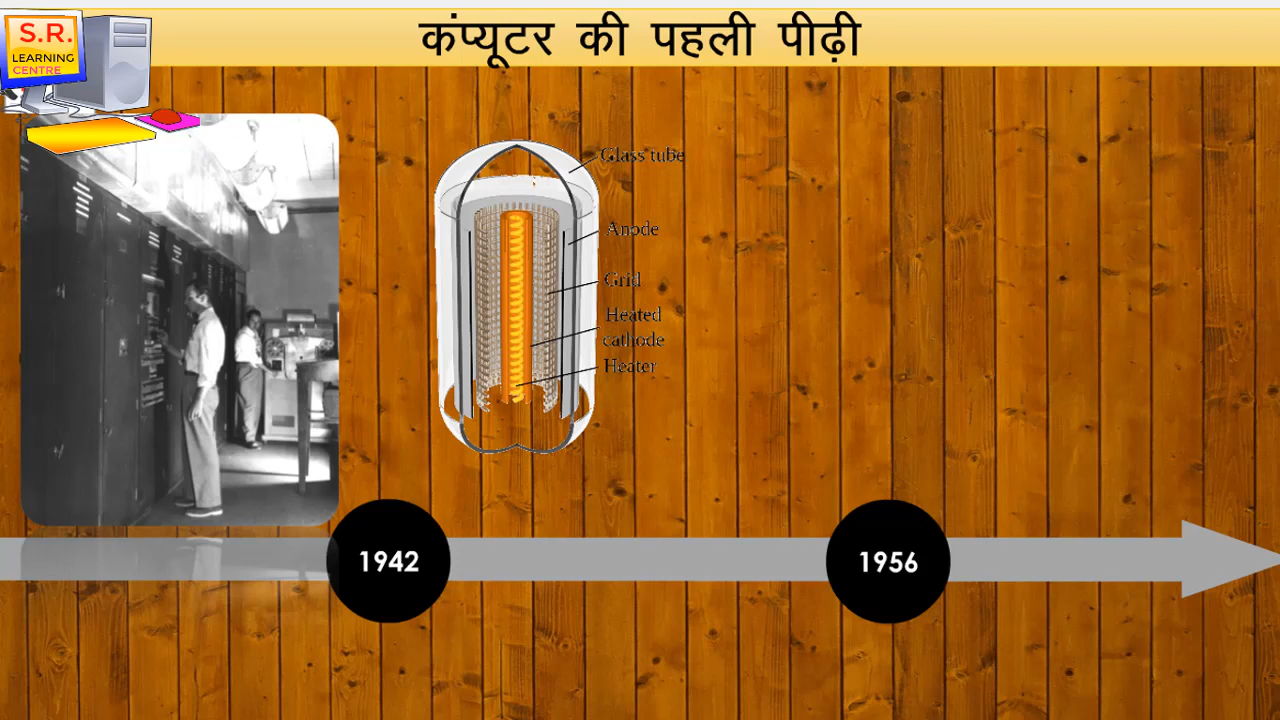 कंप्यूटर की पहली पीढ़ी
S.R.
LEARNING
CENTRE
Glass tube
Anode
Grid
Heated
cathode
Heater
1942
1956